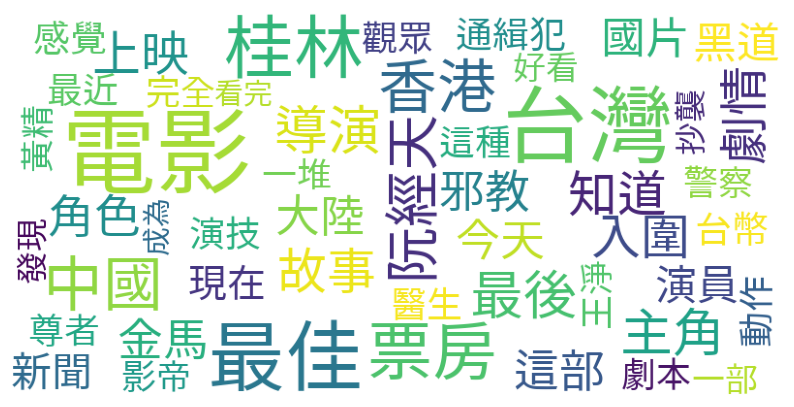 感覺
上映
桂林
觀眾
通緝犯
國片
黑道
最近
完全看完
香港
好看
台灣
抄襲
劇情
黃精
電影
導演
阮經天
這種
一堆
邪教
知道
警察
發現
角色
成為
演技
大陸
今天
入圍
台幣
中國
現在
故事
醫生
最後
王淨
演員
動作
尊者
金馬
最佳
票房
主角
新聞
影帝
這部
劇本
一部